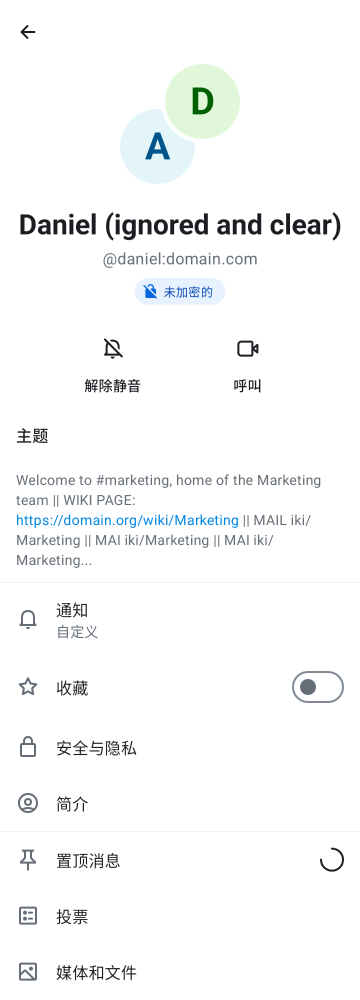 D
A
Daniel (ignored and clear)
@daniel:domain.com
未加密的
解除静音
呼叫
主题
Welcome to #marketing, home of the Marketing
team || WIKI PAGE:
https://domain.org/wiki/Marketing || MAIL iki/
Marketing || MAI iki/Marketing || MAI iki/
Marketing...
通知
自定义
收藏
安全与隐私
简介
置顶消息
投票
媒体和文件